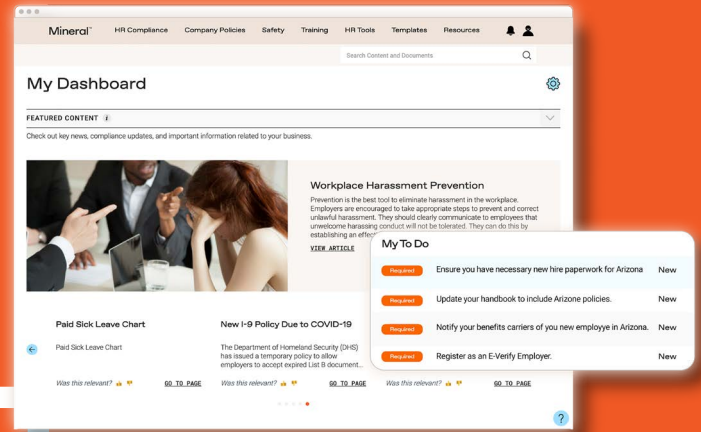 Mineral™ HR Compliance Company Policies Safety Training HR Tools Templates Resources
Search Content and Documents
My Dashboard
FEATURED CONTENT i
Check out key news, compliance updates, and important information related to your business.
Workplace Harassment Prevention
Prevention is the best tool to eliminate harassment in the workplace.
Employers are encouraged to take appropriate steps to prevent and correct
unlawful harassment. They should clearly communicate to employees that
unwelcome harassing conduct will not be tolerated. They can do this by
establishing an effec
VIEW ARTICLE
My To Do
Required Ensure you have necessary new hire paperwork for Arizona New
Required Update your handbook to include Arizone policies. New
Required Notify your benefits carriers of you new employye in Arizona. New
Required Register as an E-Verify Employer. New
Paid Sick Leave Chart
Paid Sick Leave Chart
Was this relevant? GO TO PAGE
New I-9 Policy Due to COVID-19
The Department of Homeland Security (DHS)
has issued a temporary policy to allow
employers to accept expired List B document...
Was this relevant? GO TO PAGE
Was this relevant? GO TO PAGE
?